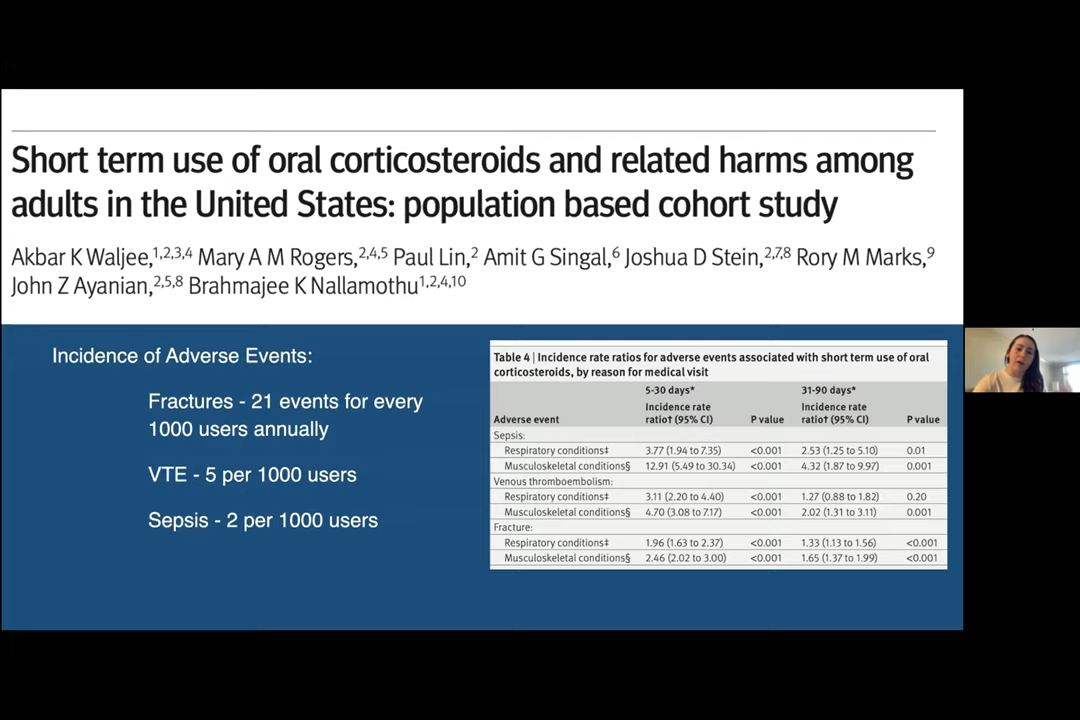 Short term use of oral corticosteroids and related harms among
adults in the United States: population based cohort study
Akbar K Waljee,1,2,3,4 Mary A M Rogers,2,4,5 Paul Lin,2 Amit G Singal,6 Joshua D Stein,2,7,8 Rory M Marks,9
John Z Ayanian,2,5,8 Brahmajee K Nallamothu1,2,4,10
Incidence of Adverse Events:
Fractures - 21 events for every
1000 users annually
VTE - 5 per 1000 users
Sepsis - 2 per 1000 users
Table 4 | Incidence rate ratios for adverse events associated with short term use of oral
corticosteroids, by reason for medical visit
5-30 days* 31-90 days*
Adverse event Incidence rate ratio† (95% CI) P value Incidence rate ratio† (95% CI) P value
Sepsis:
Respiratory conditions‡ 3.77 (1.94 to 7.35) <0.001 2.53 (1.25 to 5.10) 0.01
Musculoskeletal conditions§ 12.91 (5.49 to 30.34) <0.001 4.32 (1.87 to 9.97) 0.001
Venous thromboembolism:
Respiratory conditions‡ 3.11 (2.20 to 4.40) <0.001 1.27 (0.88 to 1.82) 0.20
Musculoskeletal conditions§ 4.70 (3.08 to 7.17) <0.001 2.02 (1.31 to 3.11) 0.001
Fracture:
Respiratory conditions‡ 1.96 (1.63 to 2.37) <0.001 1.33 (1.13 to 1.56) <0.001
Musculoskeletal conditions§ 2.46 (2.02 to 3.00) <0.001 1.65 (1.37 to 1.99) <0.001